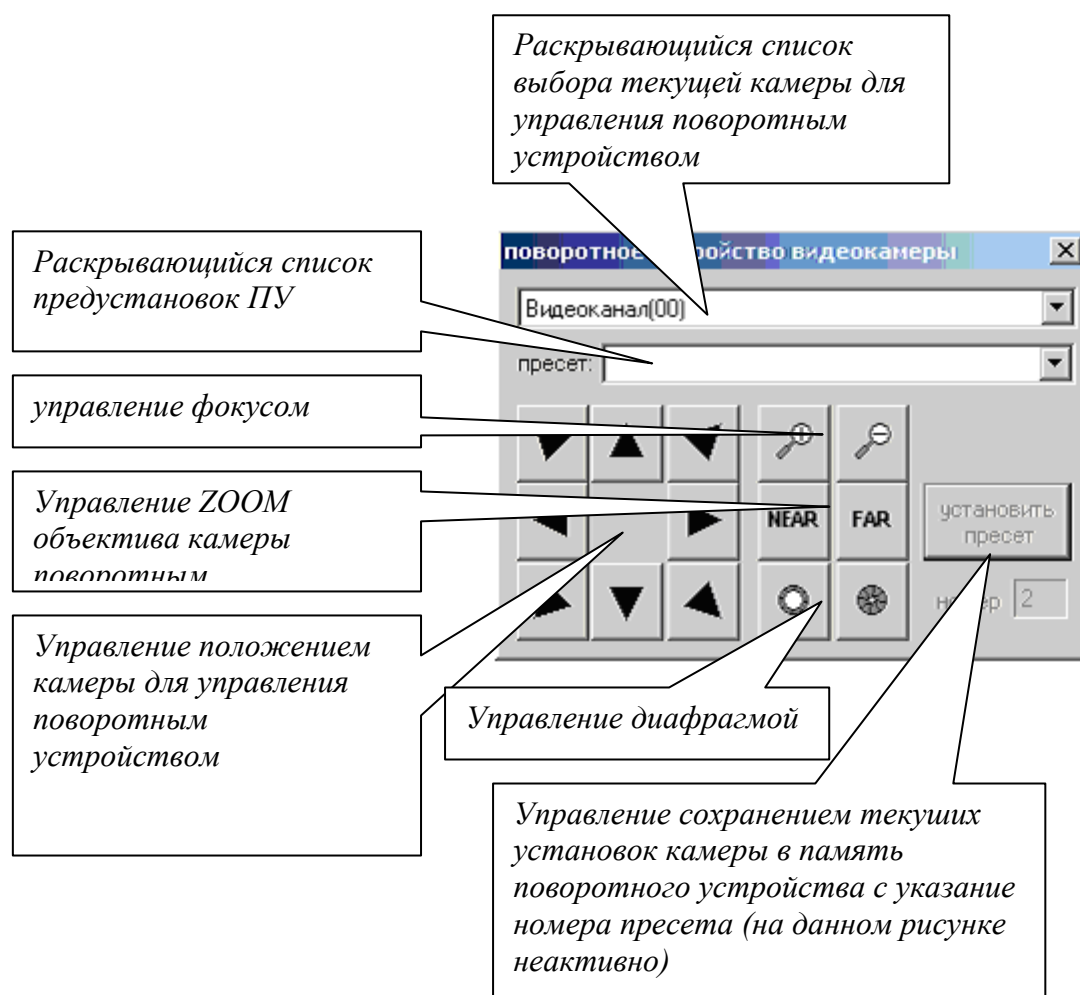 Раскрывающийся список
выбора текущей камеры для
управления поворотным
устройством
Раскрывающийся список
предустановок ПУ
управление фокусом
Управление ZOOM
объектива камеры
поворотным
Управление положением
камеры для управления
поворотным
устройством
видеокамеры
Видеоканал(00)
пресет:
NEAR FAR
установить
пресет
2
Управление диафрагмой
Управление сохранением текуших
установок камеры в память
поворотного устройства с указание
номера пресета (на данном рисунке
неактивно)